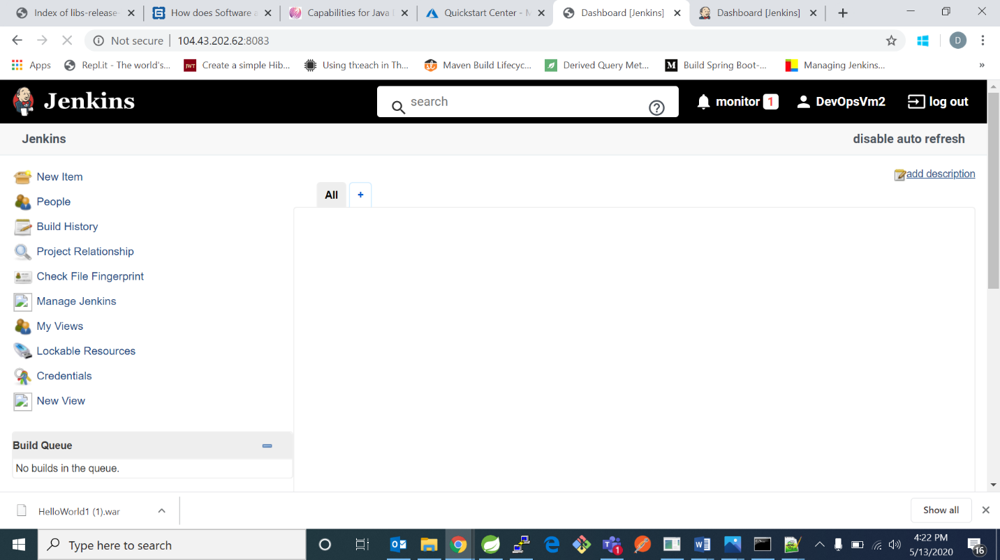 Index of libs-release-
How does Software a
Capabilities for Java
Quickstart Center - M
Dashboard [Jenkins]
Dashboard [Jenkins]
Not secure
104.43.202.62:8083
D
Apps
Repl.it - The world's...
Create a simple Hib...
Using th:each in Th...
Maven Build Lifecyc...
Derived Query Met...
Build Spring Boot-...
Managing Jenkins...
»
Jenkins
search
monitor 1
DevOpsVm2
log out
Jenkins
disable auto refresh
New Item
People
Build History
Project Relationship
Check File Fingerprint
Manage Jenkins
My Views
Lockable Resources
Credentials
New View
add description
All
+
Build Queue
No builds in the queue.
HelloWorld1 (1).war
Show all
Type here to search
4:22 PM
5/13/2020
16